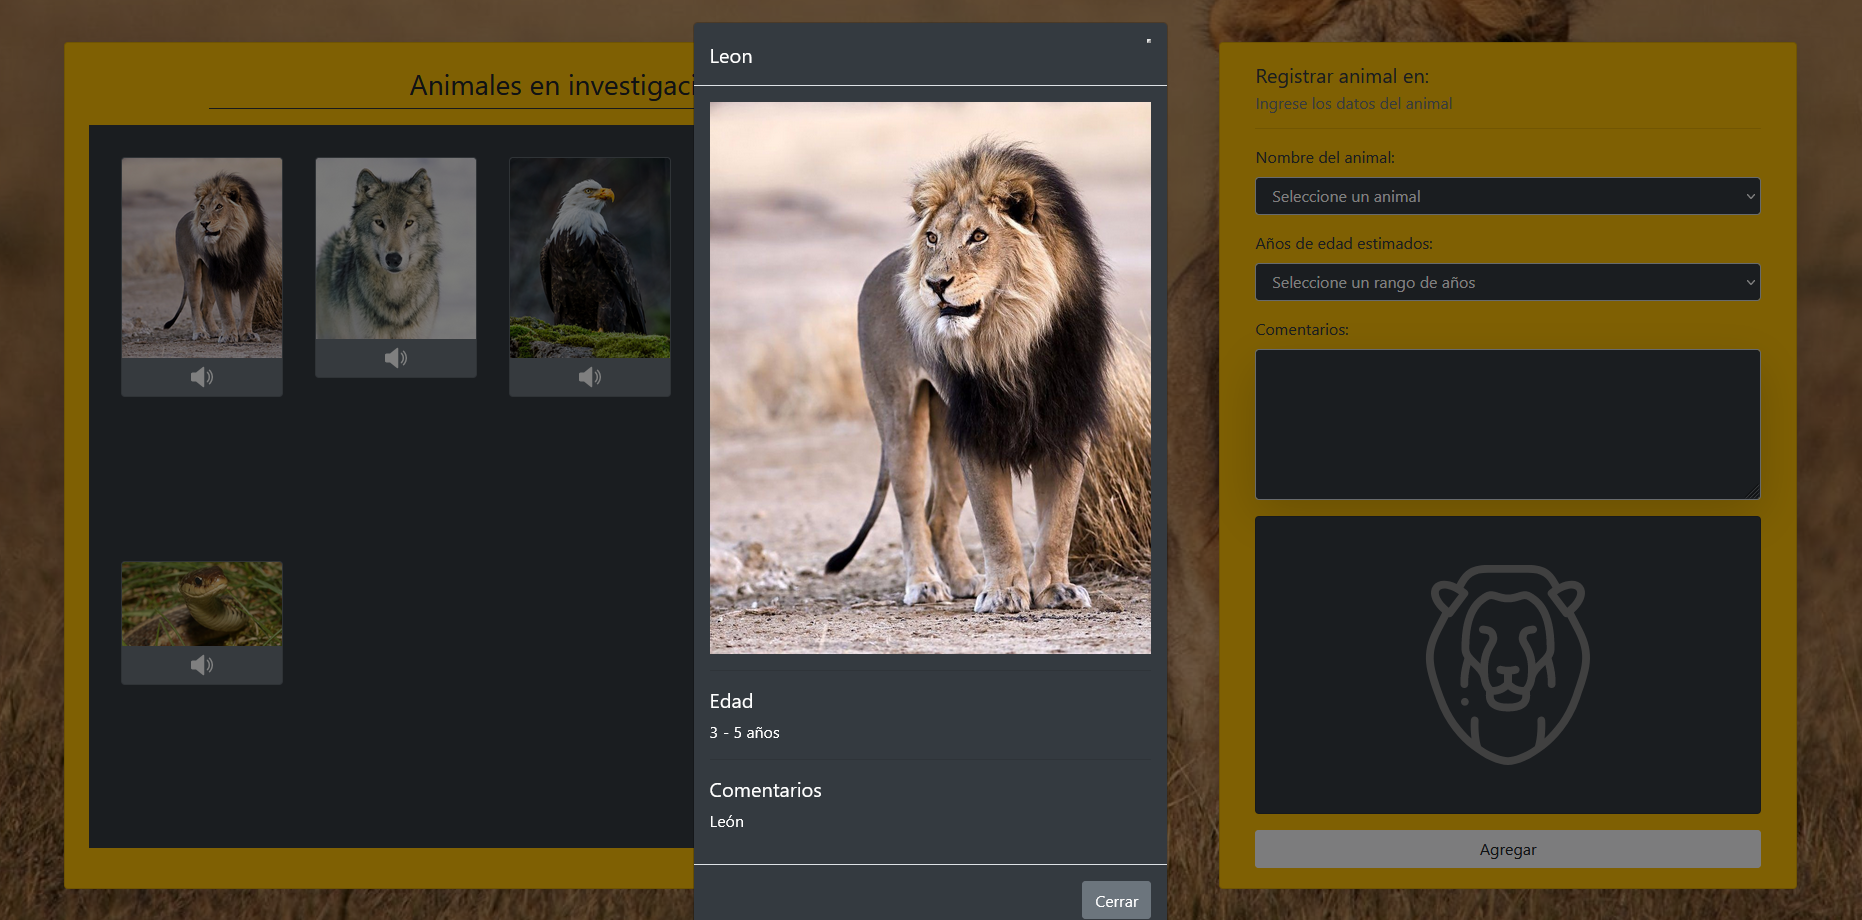 Animales en investigaci
Leon
Edad
3 - 5 años
Comentarios
León
Cerrar
Registrar animal en:
Ingrese los datos del animal
Nombre del animal:
Seleccione un animal
Años de edad estimados:
Seleccione un rango de años
Comentarios:
Agregar